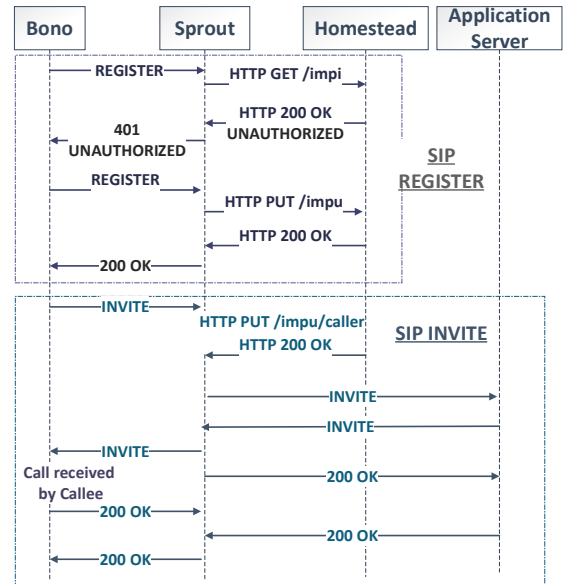 Bono
Sprout
Homestead
Application
Server
REGISTER
HTTP GET /impi
HTTP 200 OK
UNAUTHORIZED
401
UNAUTHORIZED
SIP
REGISTER
REGISTER
HTTP PUT /impu
HTTP 200 OK
200 OK
INVITE
HTTP PUT /impu/caller
SIP INVITE
HTTP 200 OK
INVITE
INVITE
INVITE
Call received
by Callee
200 OK
200 OK
200 OK
200 OK